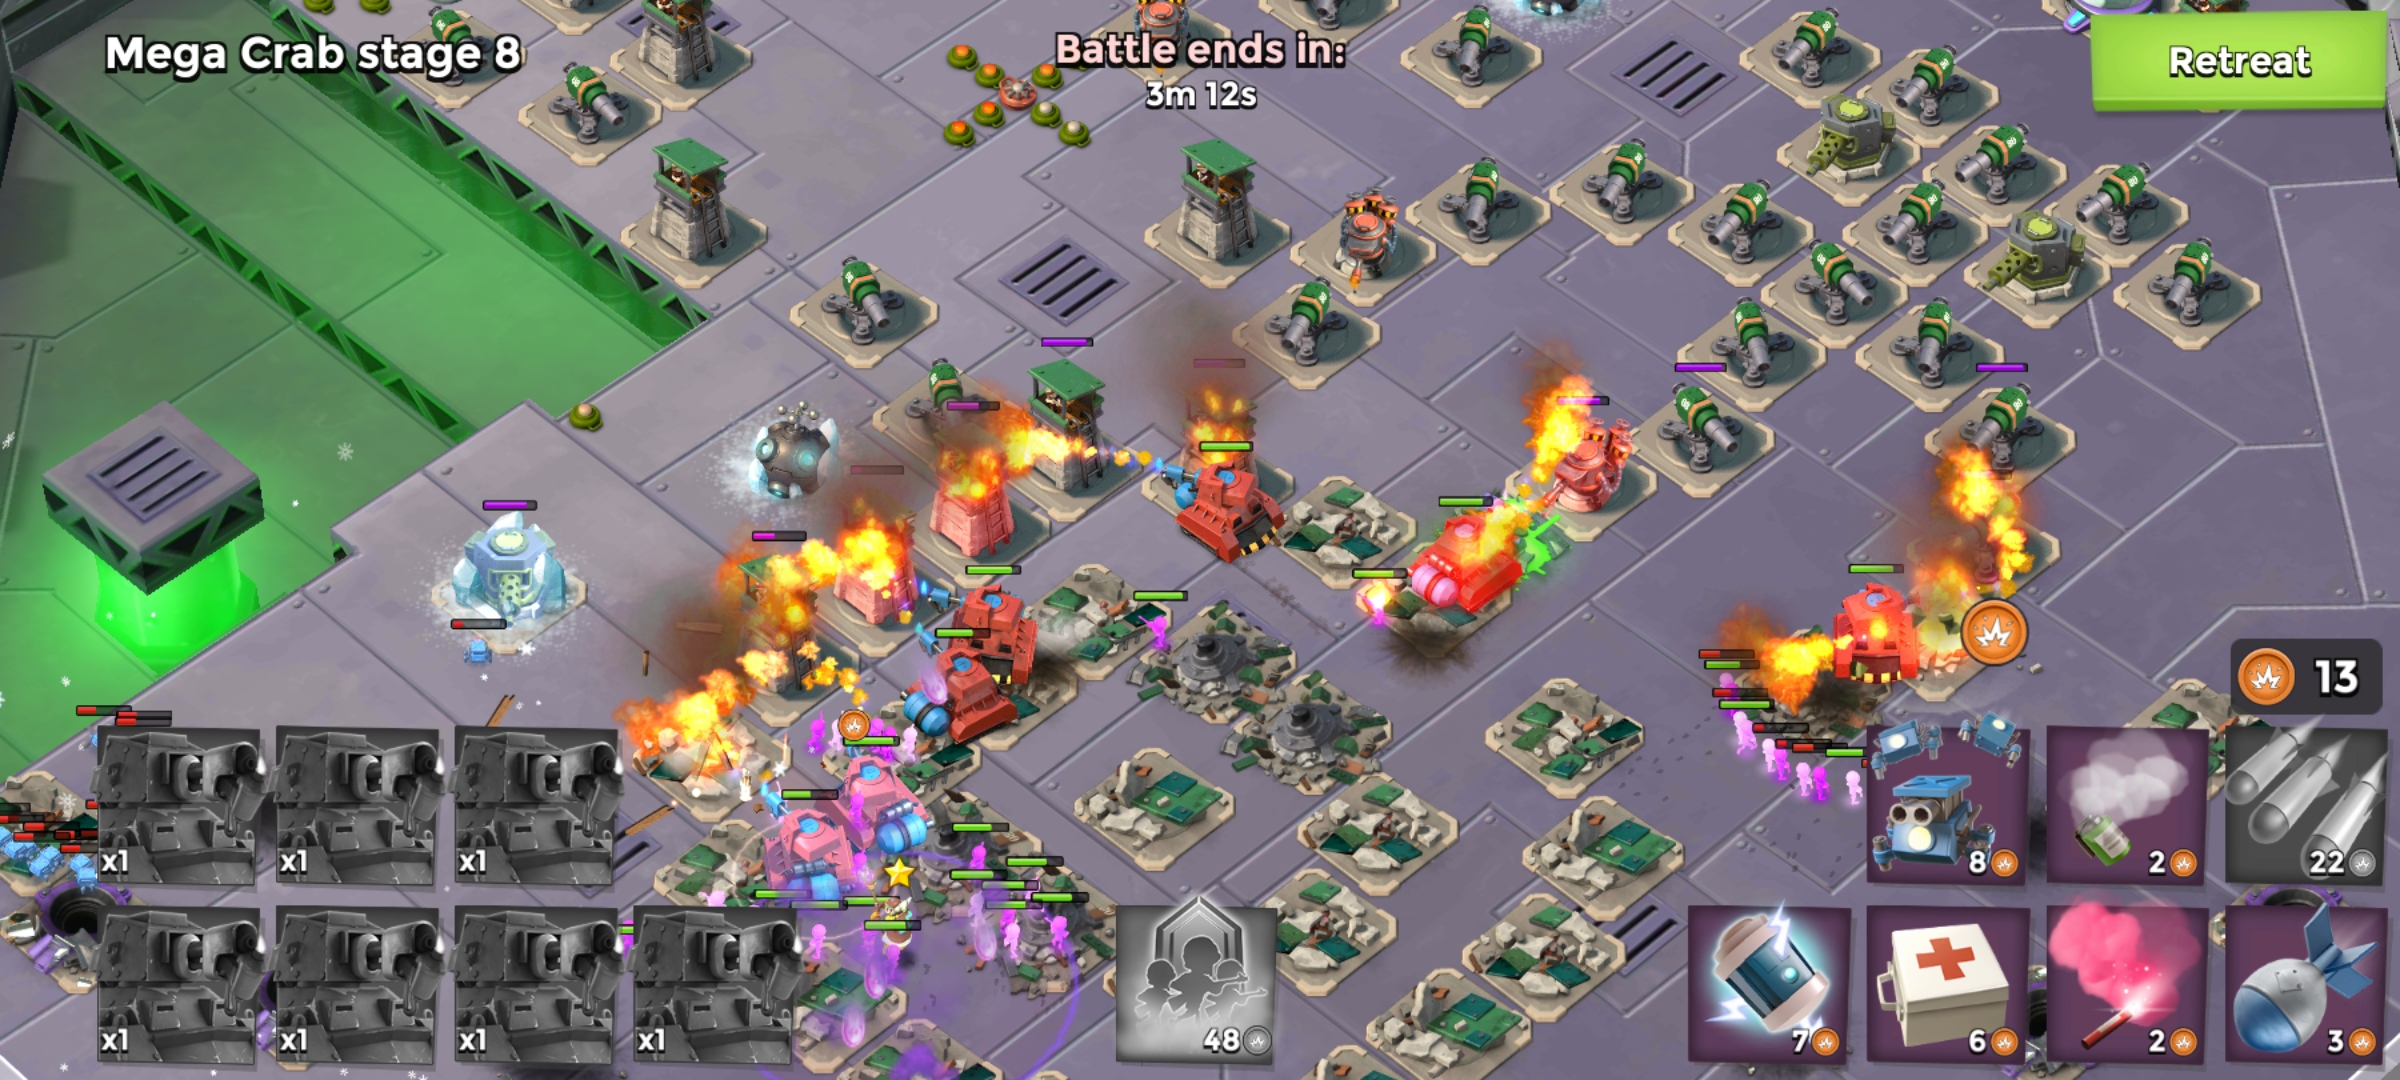 Mega Crab stage 8
Battle ends in:
3m 12s
Retreat
13
x1
x1
x1
8
2
22
x1
x1
x1
x1
48
7
6
2
3